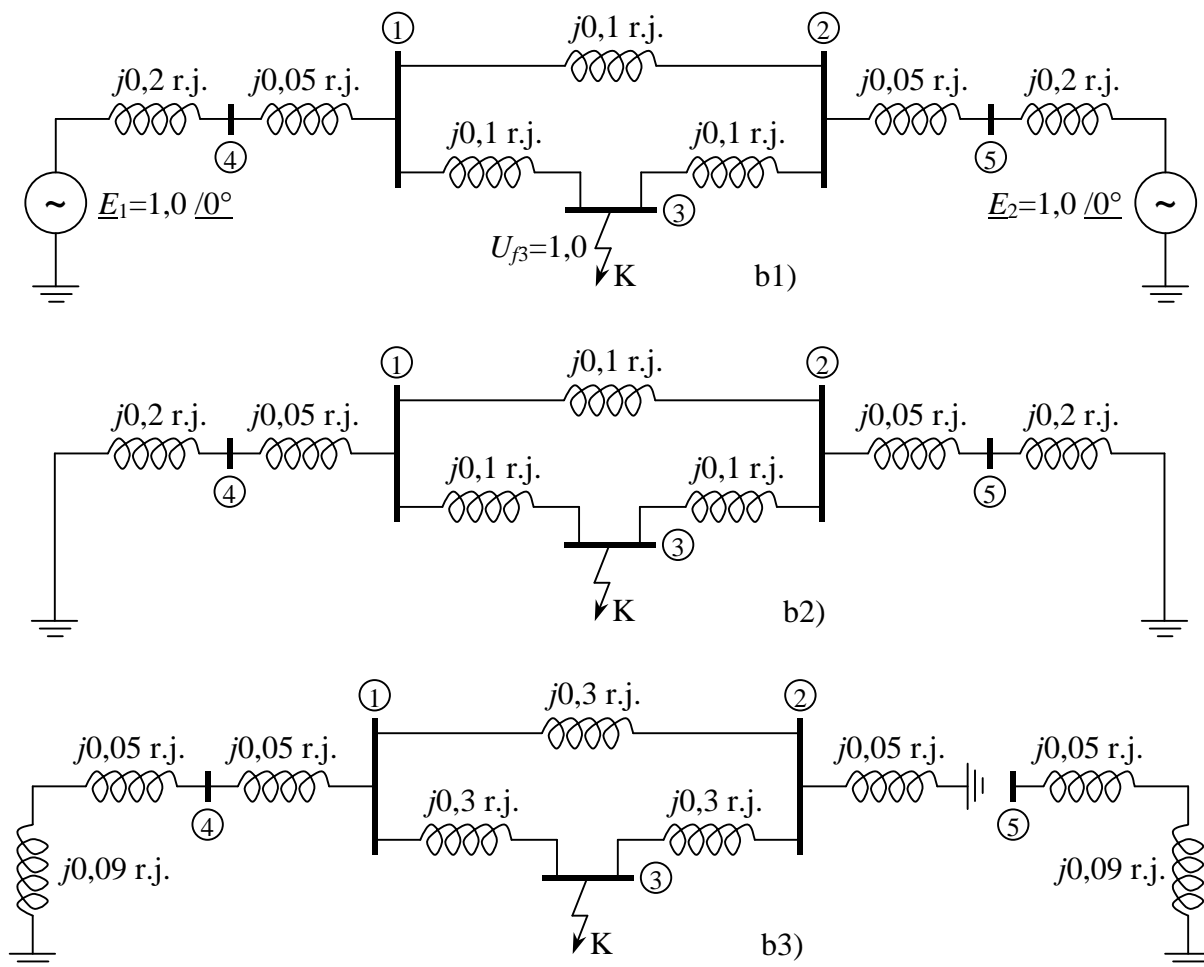 ① j0,1 r.j. ②
j0,2 r.j. j0,05 r.j. j0,05 r.j. j0,2 r.j.
j0,1 r.j. j0,1 r.j.
④ ⑤
~ E1=1,0 /0° ③ E2=1,0 /0° ~
Uf3=1,0
K b1)
① j0,1 r.j. ②
j0,2 r.j. j0,05 r.j. j0,05 r.j. j0,2 r.j.
j0,1 r.j. j0,1 r.j.
④ ⑤
③
K b2)
① j0,3 r.j. ②
j0,05 r.j. j0,05 r.j. j0,05 r.j. j0,05 r.j.
j0,3 r.j. j0,3 r.j.
④ ⑤
j0,09 r.j. ③ j0,09 r.j.
K b3)